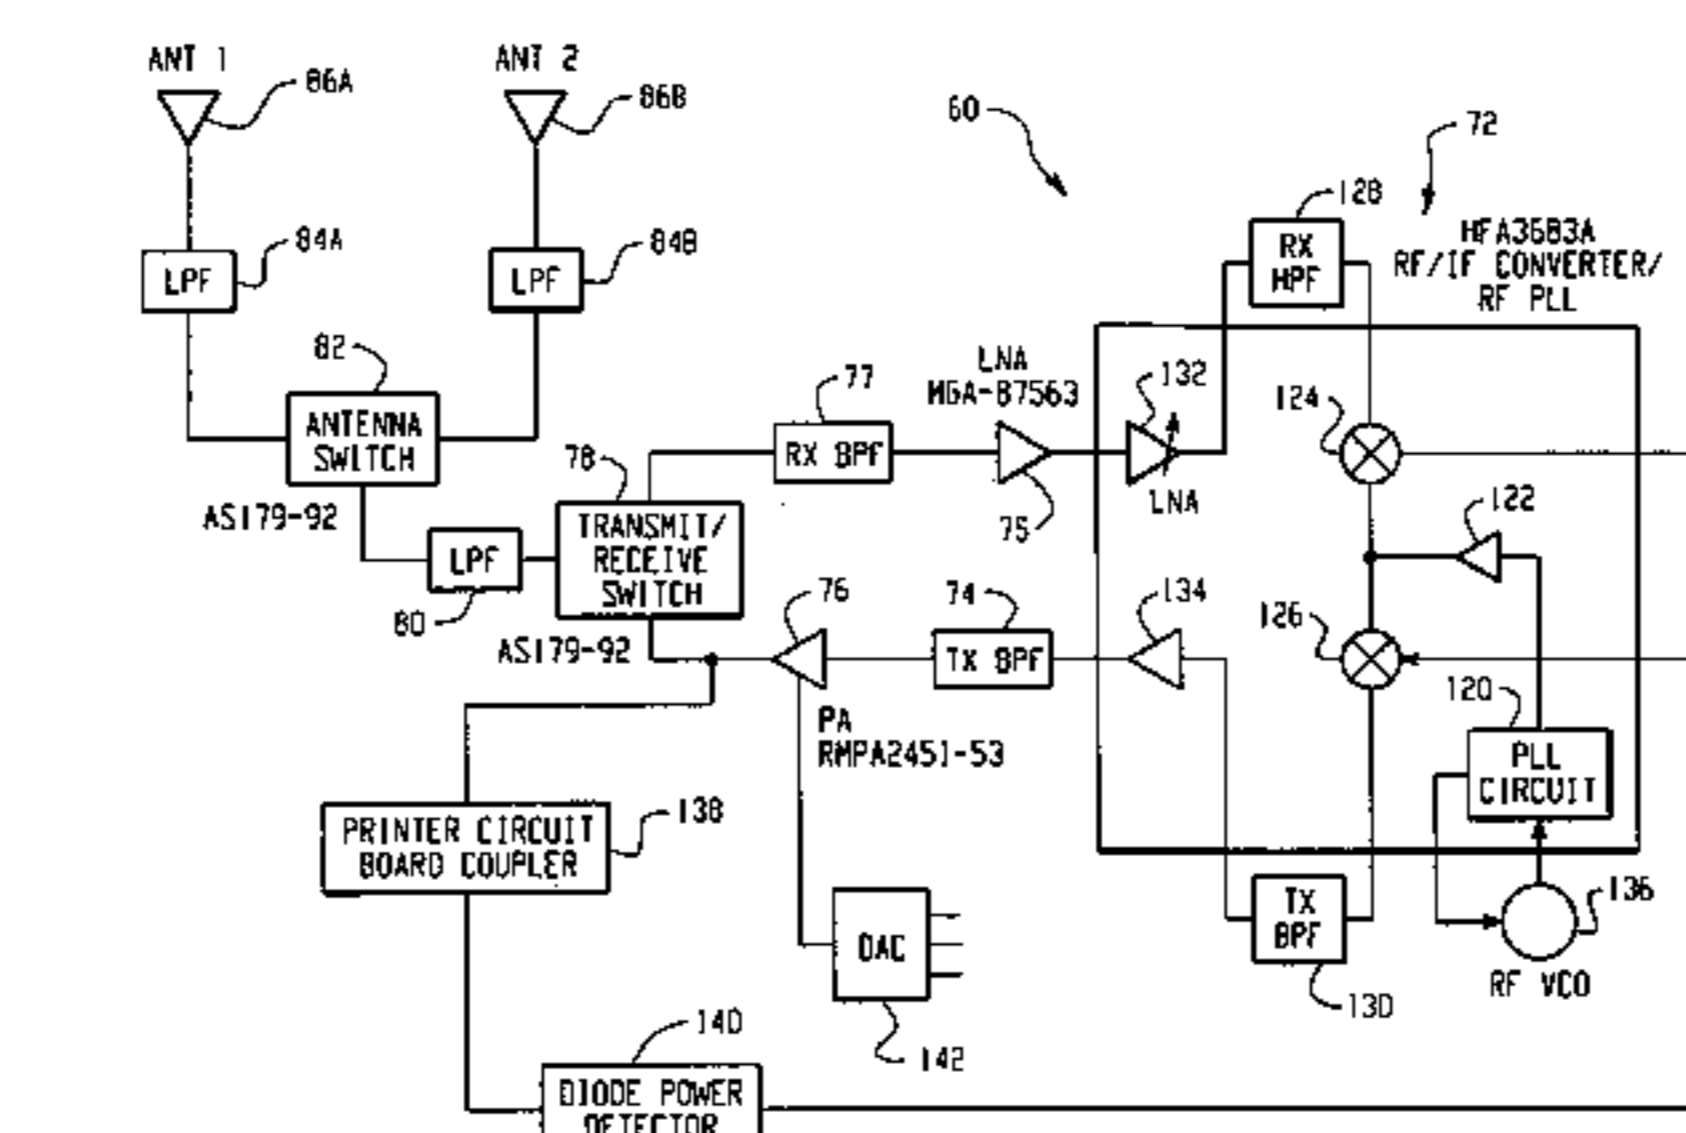 ANT 1
86A
ANT 2
86B
60
72
128
RX
HPF
HFA3683A
RF/IF CONVERTER/
RF PLL
84A
LPF
84B
LPF
82
ANTENNA
SWITCH
AS179-92
77
RX BPF
LNA
MGA-87563
75
132
LNA
124
122
78
TRANSMIT/
RECEIVE
SWITCH
AS179-92
LPF
80
76
PA
RMPA2451-53
74
TX BPF
134
126
120
PLL
CIRCUIT
PRINTER CIRCUIT
BOARD COUPLER
138
DAC
142
TX
BPF
130
136
RF VCO
140
DIODE POWER
DETECTOR